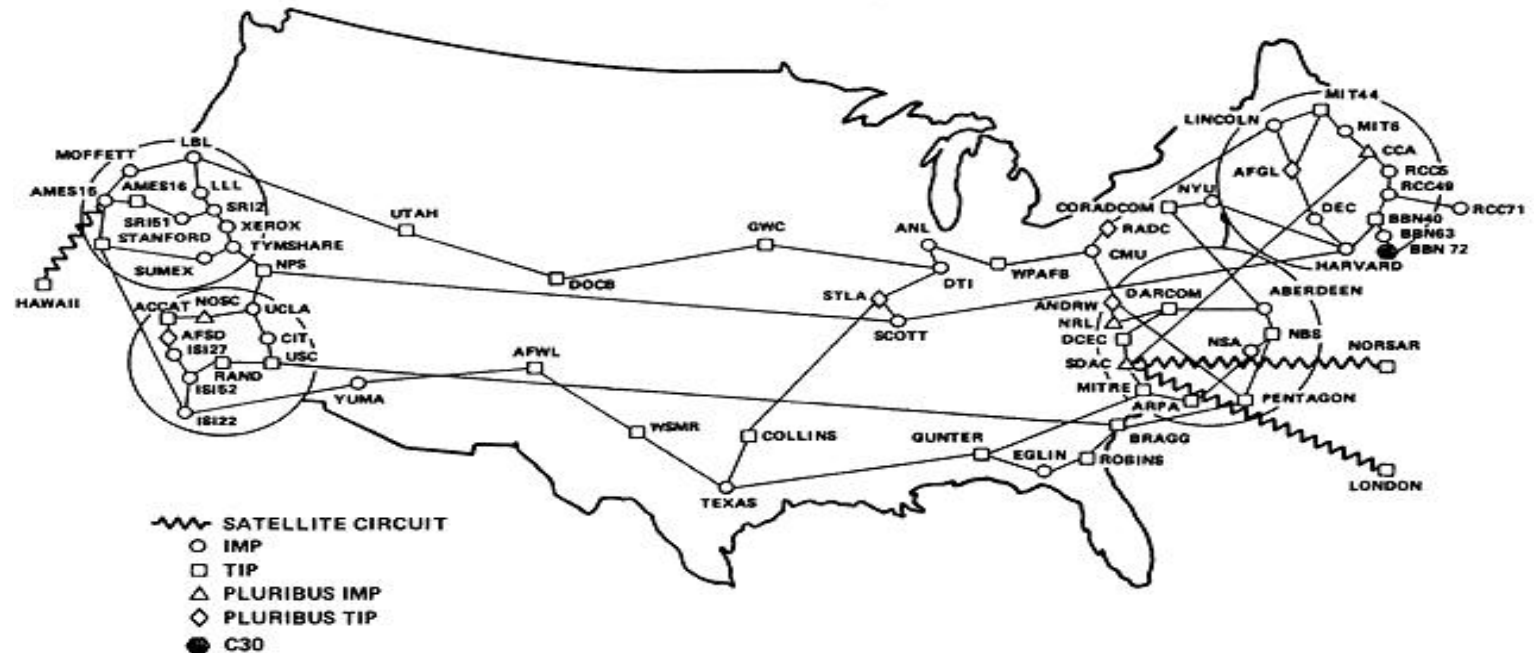 MIT44
LINCOLN
MIT6
CCA
MOFFETT
LBL
AFGL
RCC5
RCC49
AMES15
AMES16
LLL
NYU
RCC71
SRI2
CORADCOM
DEC
BBN40
SRI51
XEROX
UTAH
GWC
ANL
RADC
BBN63
STANFORD
TYMSHARE
CMU
HARVARD
BBN 72
SUMEX
NPS
DOCB
DTI
WPAFB
HAWAII
STLA
ANDRW
DARCOM
ABERDEEN
ACCAT
NOSC
UCLA
SCOTT
NRL
AFSD
CIT
DCEC
NSA
NBS
ISI27
AFWL
NORSAR
RAND
USC
SDAC
ISI52
YUMA
MITRE
ARPA
PENTAGON
ISI22
WSMR
COLLINS
GUNTER
BRAGG
EGLIN
ROBINS
TEXAS
LONDON
SATELLITE CIRCUIT
IMP
TIP
PLURIBUS IMP
PLURIBUS TIP
C30